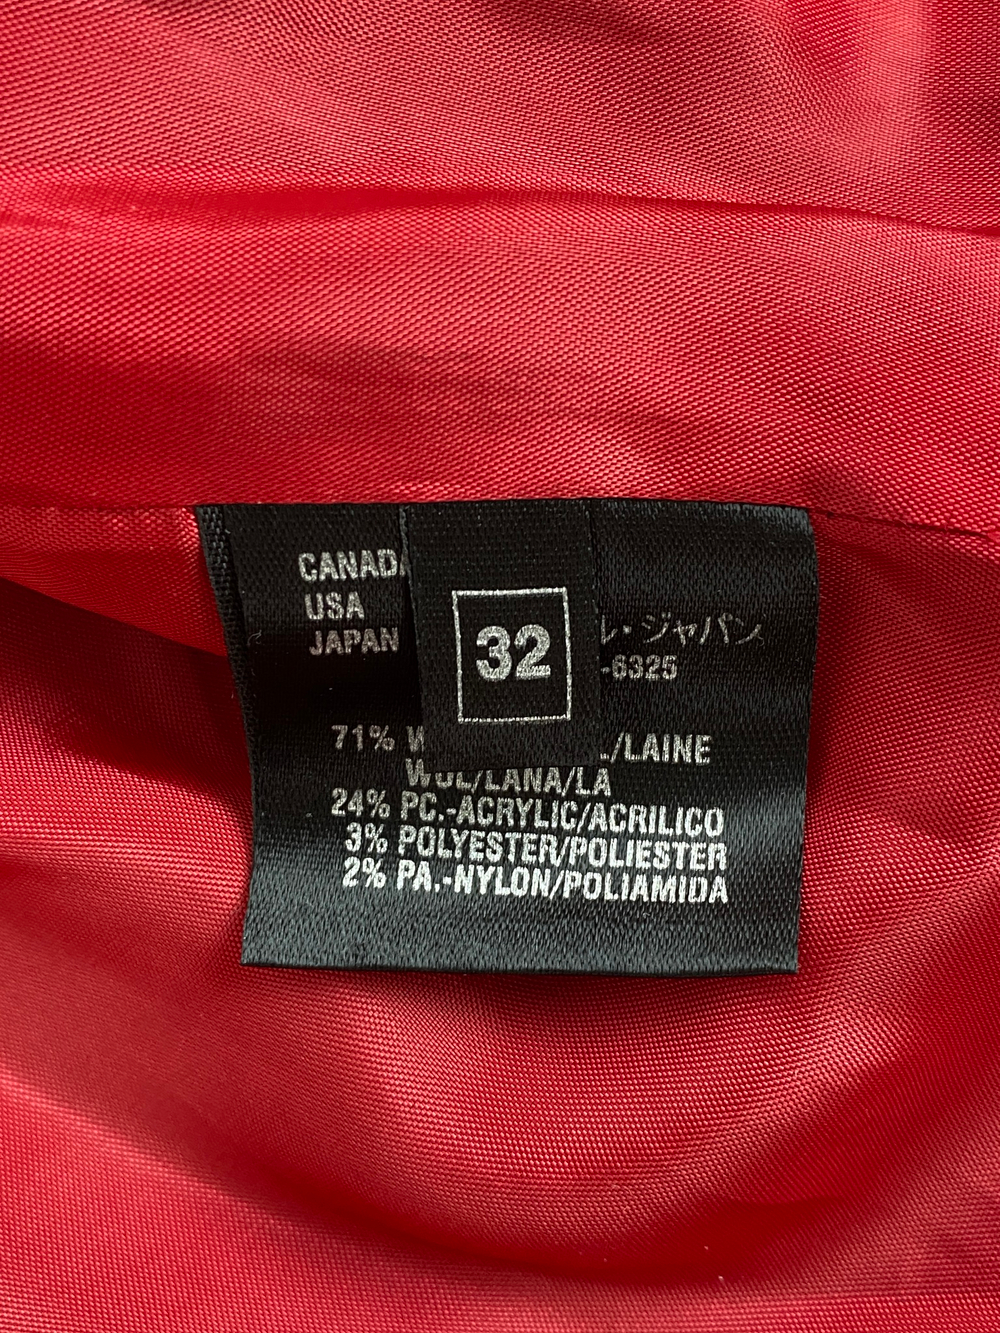 CANADA
USA
JAPAN
ル・ジャパン
-6325
32
71% W
L/LAINE
WOL/LANA/LA
24% PC.-ACRYLIC/ACRILICO
3% POLYESTER/POLIESTER
2% PA.-NYLON/POLIAMIDA